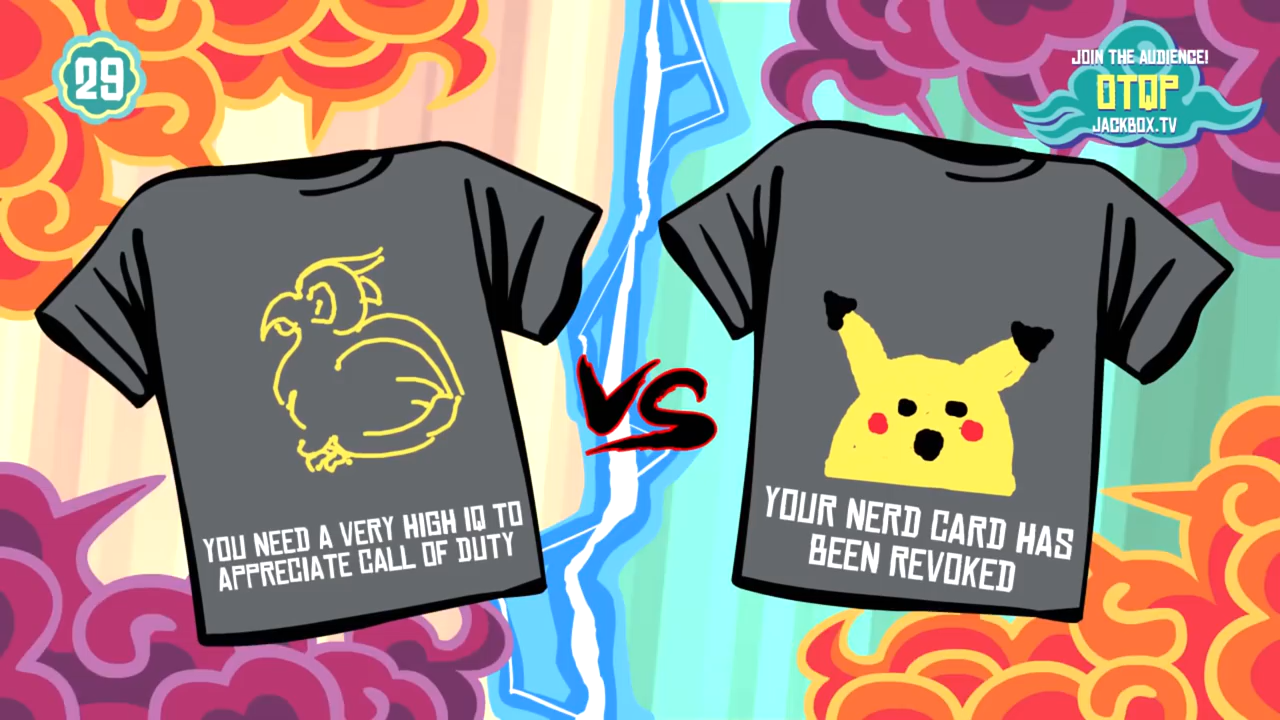 29
JOIN THE AUDIENCE!
OTQP
JACKBOX.TV
YOU NEED A VERY HIGH IQ TO
APPRECIATE CALL OF DUTY
VS
YOUR NERD CARD HAS
BEEN REVOKED